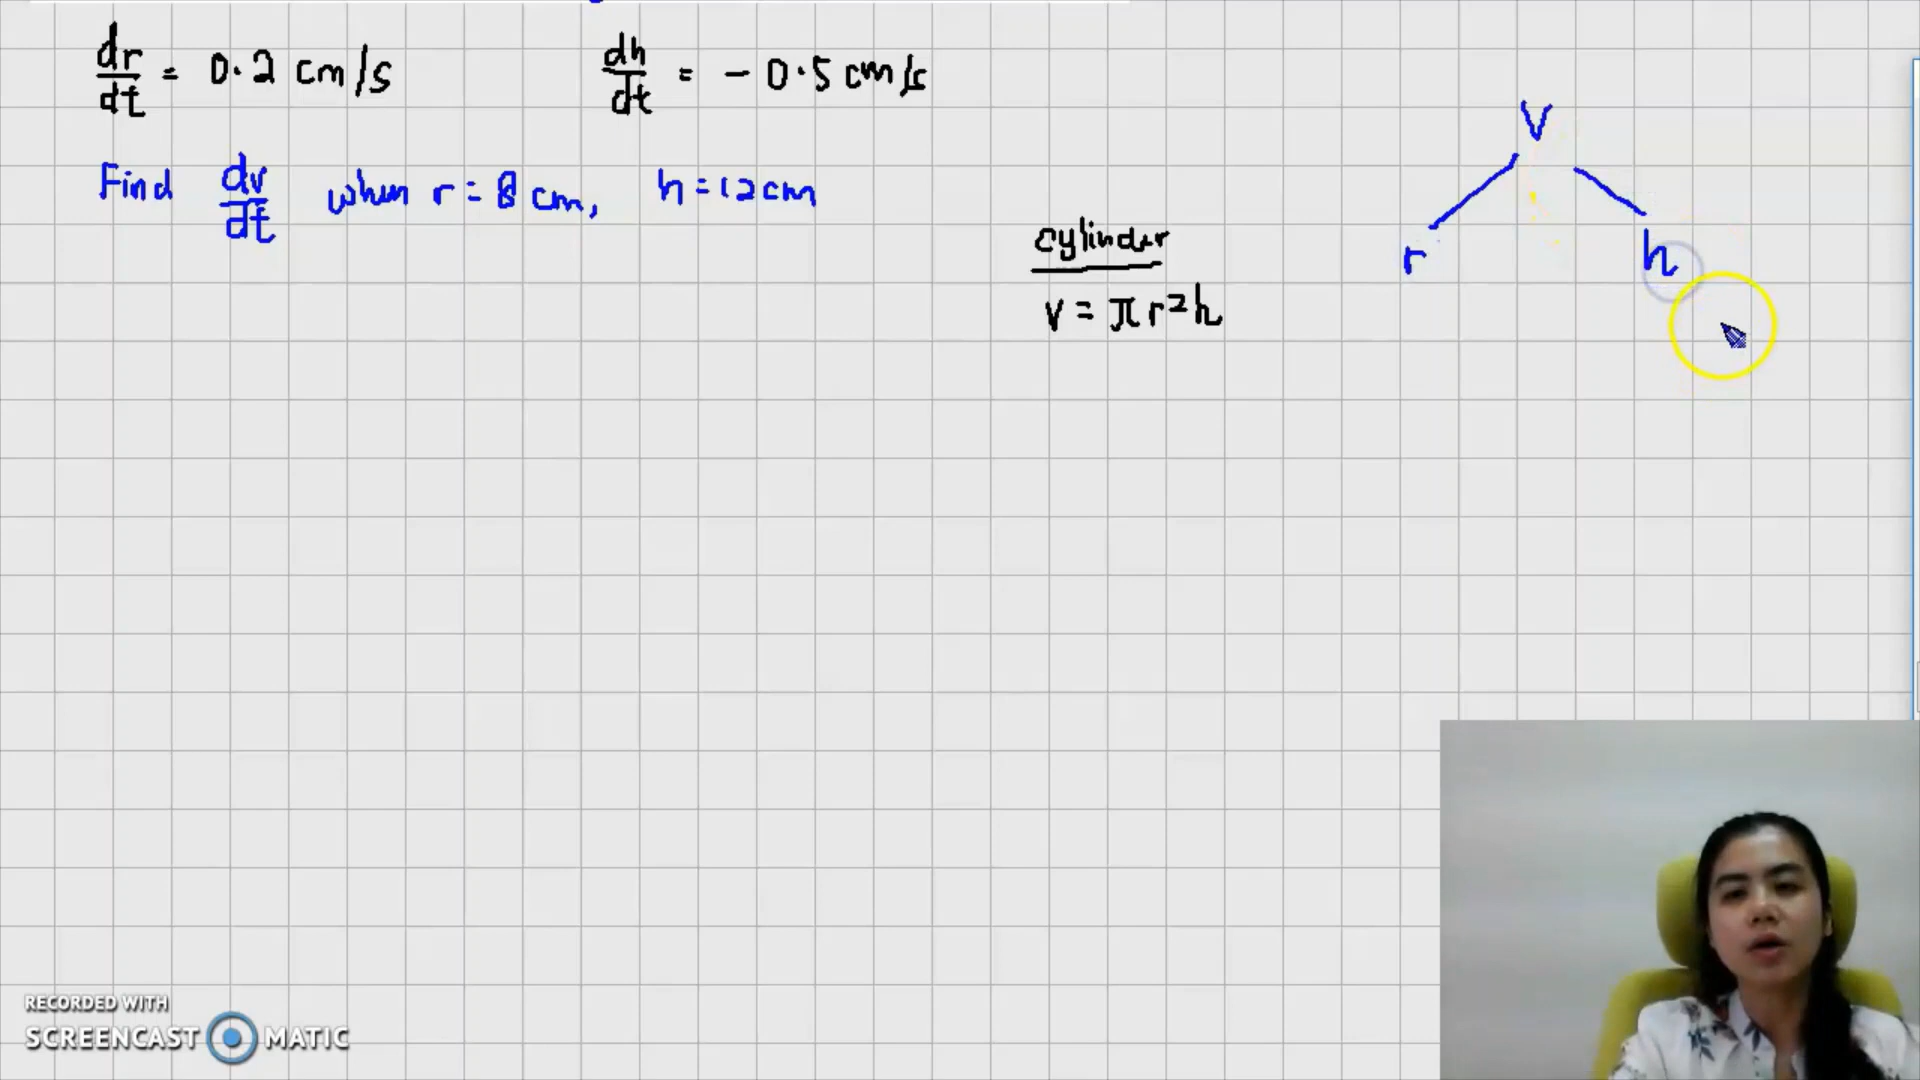 dr/dt = 0.2 cm/s
dh/dt = - 0.5 cm/s
Find dv/dt when r = 8 cm, h = 12 cm
cylinder
V = πr²h
V
r
h
RECORDED WITH
SCREENCAST MATIC